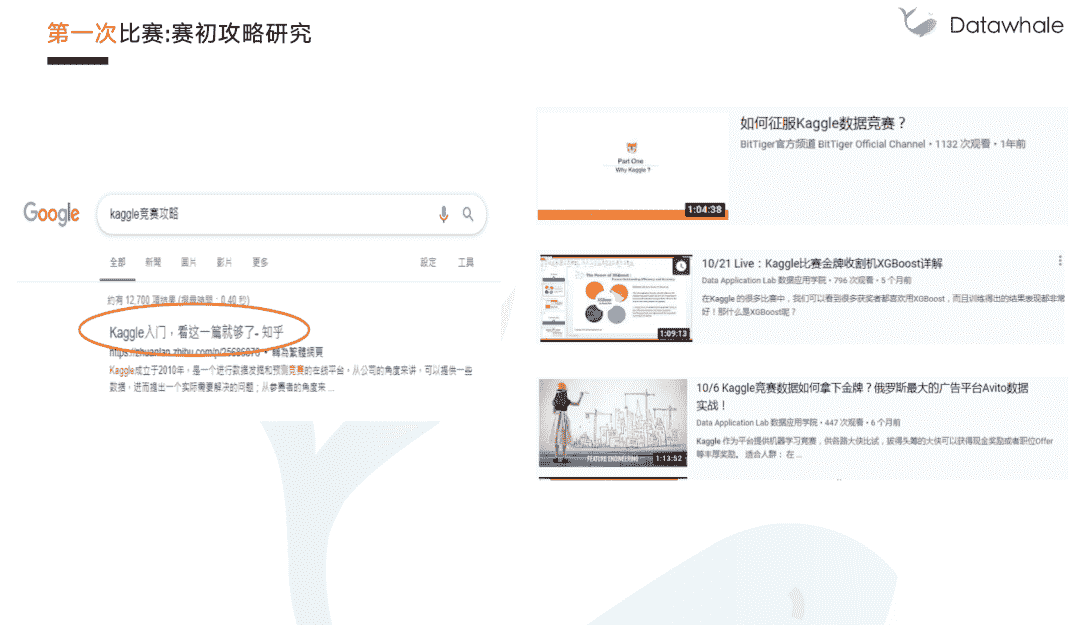 第一次比赛:赛初攻略研究
Datawhale
Google
kaglle竞赛攻略
全部 新聞 圖片 影片 更多 設定 工具
約有 12,700 項結果 (搜尋時間：0.40 秒)
Kaggle入门，看这一篇就够了- 知乎
https://zhuanlan.zhihu.com/p/25686876 ▼ 轉為繁體網頁
Kaggle成立于2010年，是一个进行数据发掘和预测竞赛的在线平台。从公司的角度来讲，可以提供一些
数据，进而提出一个实际需要解决的问题；从参赛者的角度来 ...
Part One
Why Kaggle ?
1:04:38
如何征服Kaggle数据竞赛？
BitTiger官方频道 BitTiger Official Channel • 1132 次观看 • 1年前
The Power of XGBoost
1:09:13
10/21 Live：Kaggle比赛金牌收割机XGBoost详解
Data Application Lab 数据应用学院 • 796 次观看 • 5 个月前
在Kaggle 的很多比赛中，我们可以看到很多获奖者都喜欢用XGBoost，而且训练得出的结果表现都非常
好！那什么是XGBoost呢？
FEATURE ENGINEERING
1:13:52
10/6 Kaggle竞赛数据如何拿下金牌？俄罗斯最大的广告平台Avito数据
实战！
Data Application Lab 数据应用学院 • 447 次观看 • 6 个月前
Kaggle 作为平台提供机器学习竞赛，供各路大侠比试，拔得头筹的大侠可以获得现金奖励或者职位Offer
等丰厚奖励。 适合人群： 在 ...